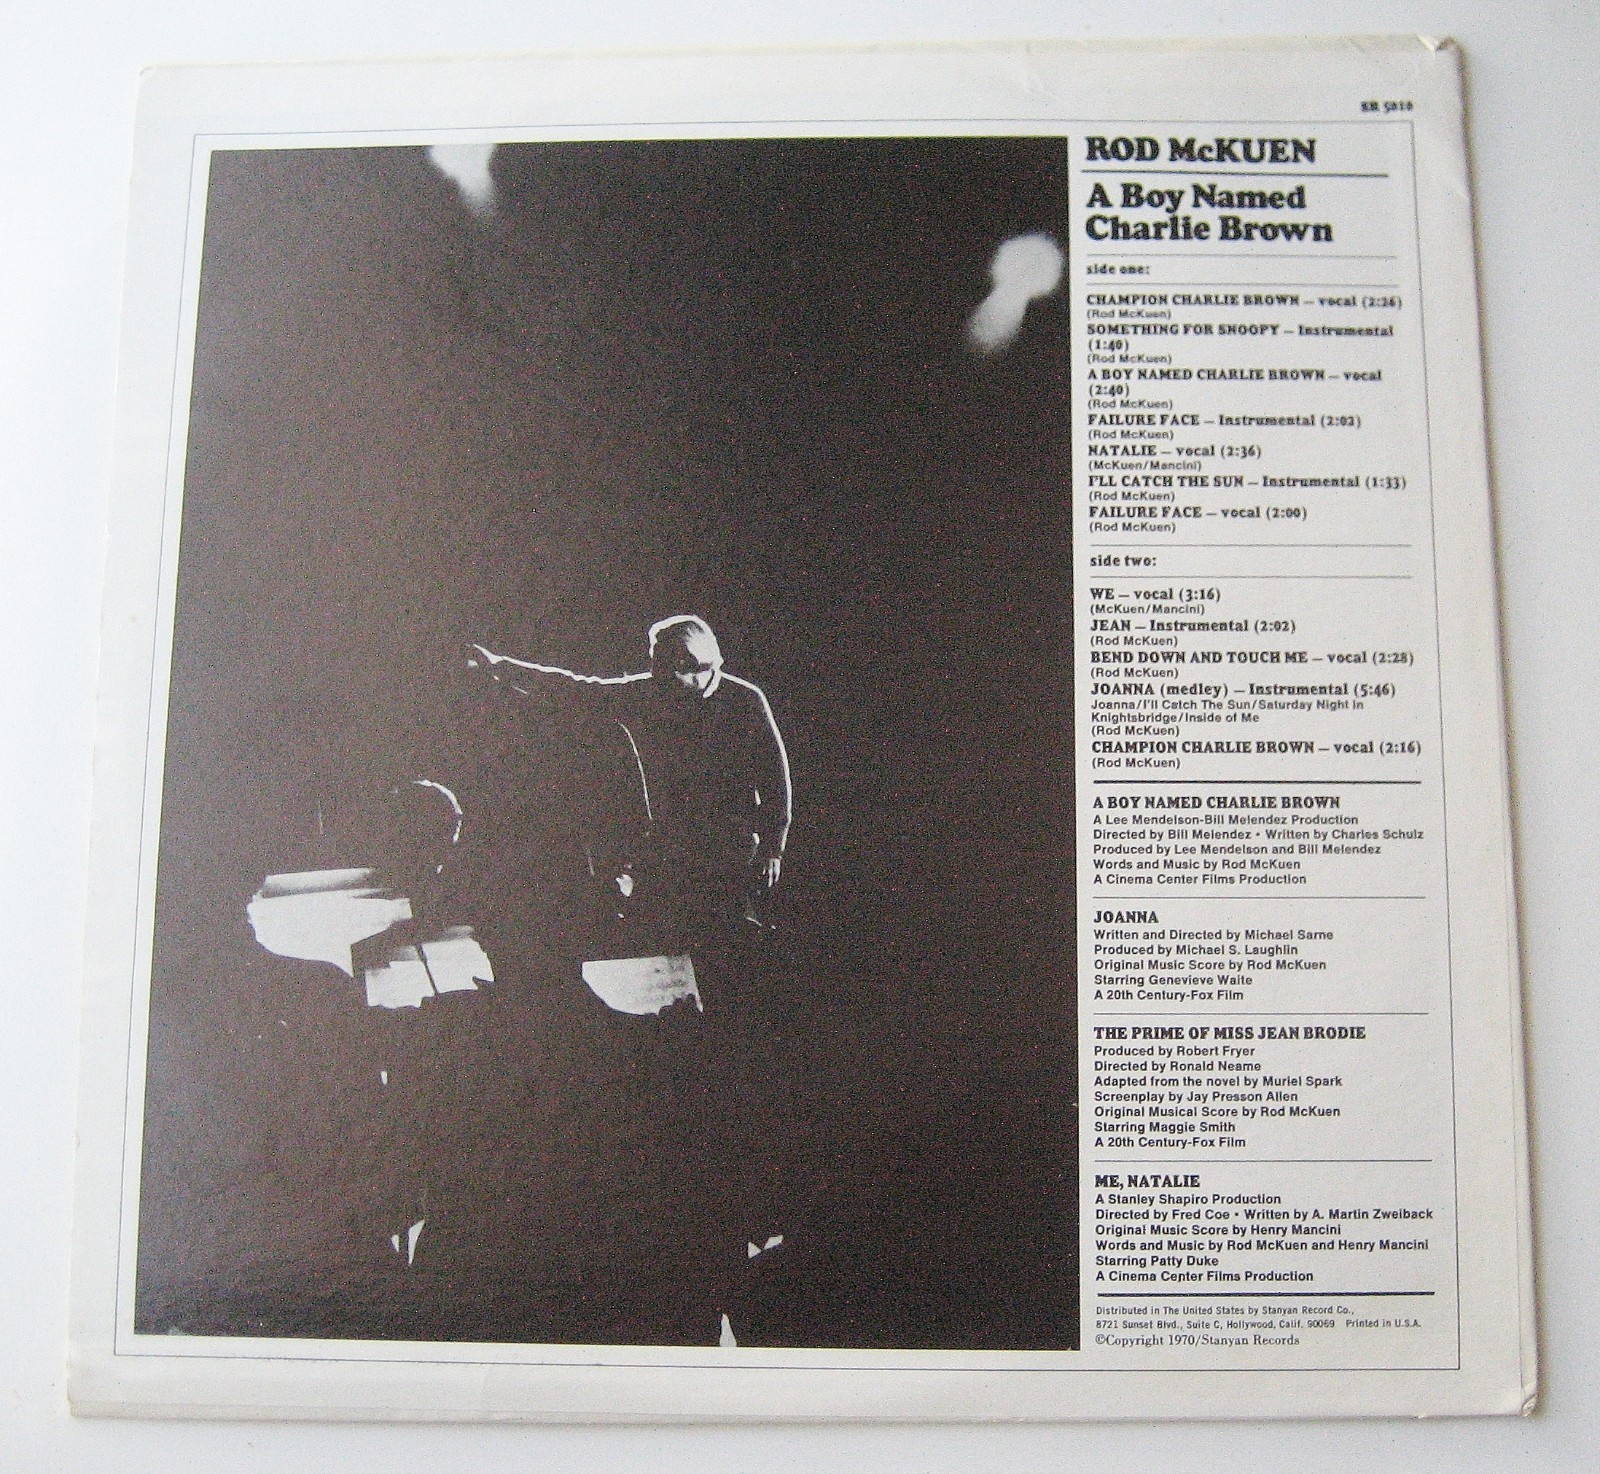 SR 5010
ROD McKUEN
A Boy Named
Charlie Brown
side one:
CHAMPION CHARLIE BROWN — vocal (2:26)
(Rod McKuen)
SOMETHING FOR SNOOPY — Instrumental
(1:40)
(Rod McKuen)
A BOY NAMED CHARLIE BROWN — vocal
(2:40)
(Rod McKuen)
FAILURE FACE — Instrumental (2:02)
(Rod McKuen)
NATALIE — vocal (2:36)
(McKuen/Mancini)
I'LL CATCH THE SUN — Instrumental (1:33)
(Rod McKuen)
FAILURE FACE — vocal (2:00)
(Rod McKuen)
side two:
WE — vocal (3:16)
(McKuen/Mancini)
JEAN — Instrumental (2:02)
(Rod McKuen)
BEND DOWN AND TOUCH ME — vocal (2:28)
(Rod McKuen)
JOANNA (medley) — Instrumental (5:46)
Joanna/I'll Catch The Sun/Saturday Night In
Knightsbridge/Inside of Me
(Rod McKuen)
CHAMPION CHARLIE BROWN — vocal (2:16)
(Rod McKuen)
A BOY NAMED CHARLIE BROWN
A Lee Mendelson-Bill Melendez Production
Directed by Bill Melendez • Written by Charles Schulz
Produced by Lee Mendelson and Bill Melendez
Words and Music by Rod McKuen
A Cinema Center Films Production
JOANNA
Written and Directed by Michael Sarne
Produced by Michael S. Laughlin
Original Music Score by Rod McKuen
Starring Genevieve Waite
A 20th Century-Fox Film
THE PRIME OF MISS JEAN BRODIE
Produced by Robert Fryer
Directed by Ronald Neame
Adapted from the novel by Muriel Spark
Screenplay by Jay Presson Allen
Original Musical Score by Rod McKuen
Starring Maggie Smith
A 20th Century-Fox Film
ME, NATALIE
A Stanley Shapiro Production
Directed by Fred Coe • Written by A. Martin Zweiback
Original Music Score by Henry Mancini
Words and Music by Rod McKuen and Henry Mancini
Starring Patty Duke
A Cinema Center Films Production
Distributed in The United States by Stanyan Record Co.,
8721 Sunset Blvd., Suite C, Hollywood, Calif. 90069 Printed in U.S.A.
©Copyright 1970/Stanyan Records